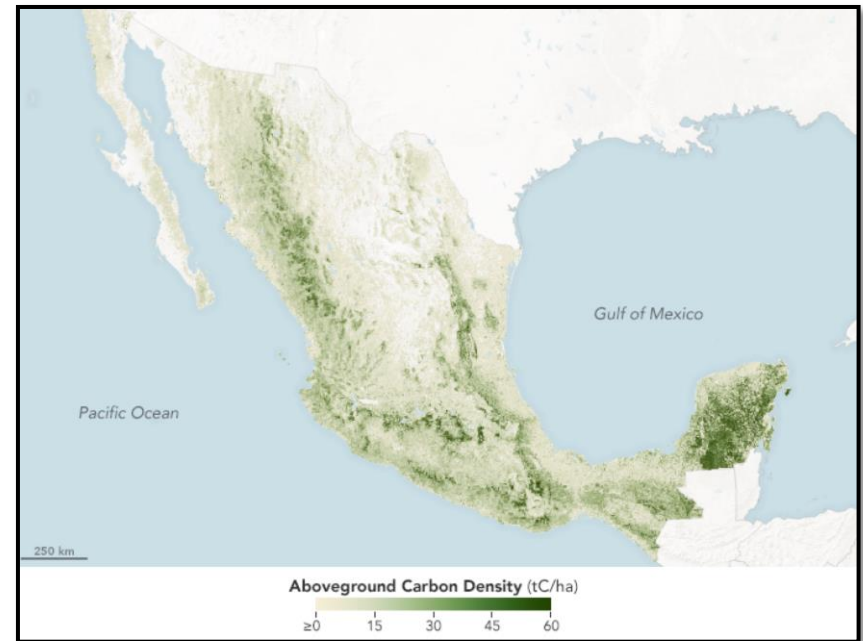 Gulf of Mexico
Pacific Ocean
250 km
Aboveground Carbon Density (tC/ha)
≥0 15 30 45 60